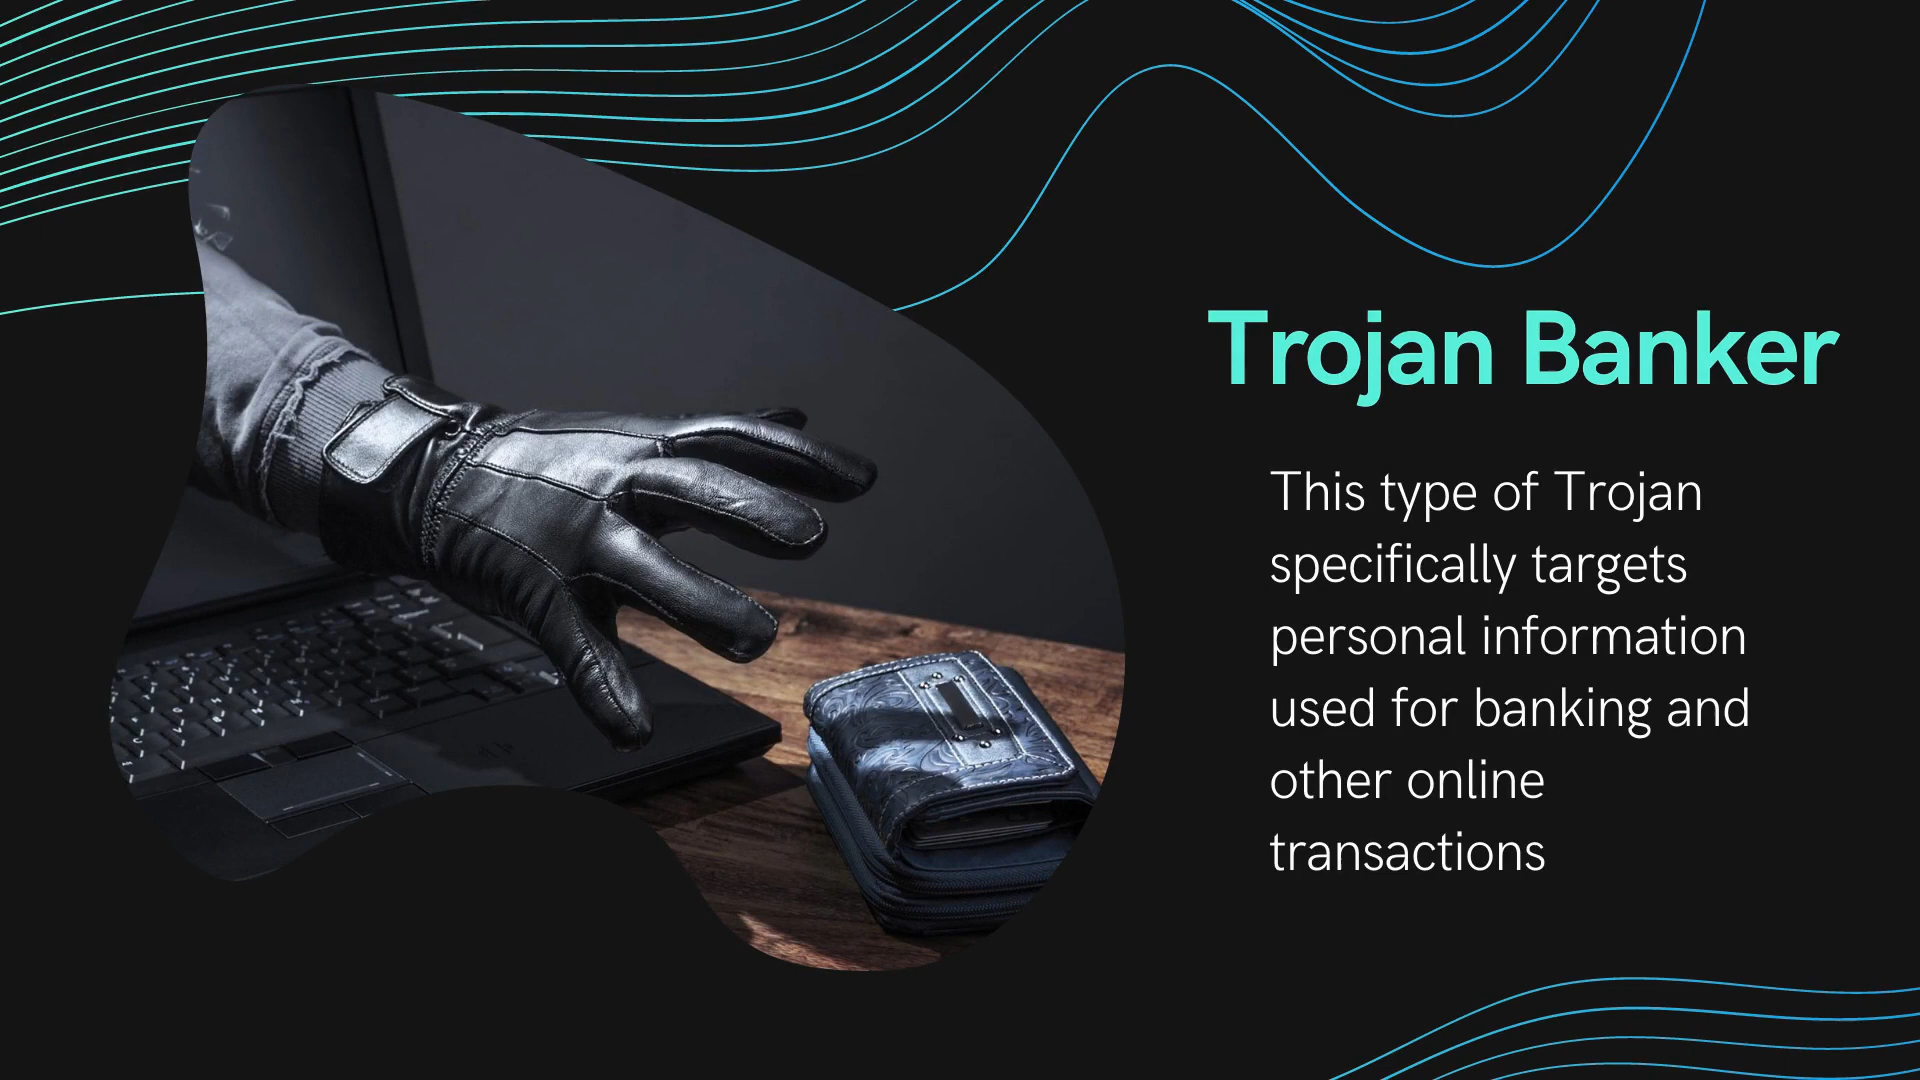 Trojan Banker
This type of Trojan
specifically targets
personal information
used for banking and
other online
transactions